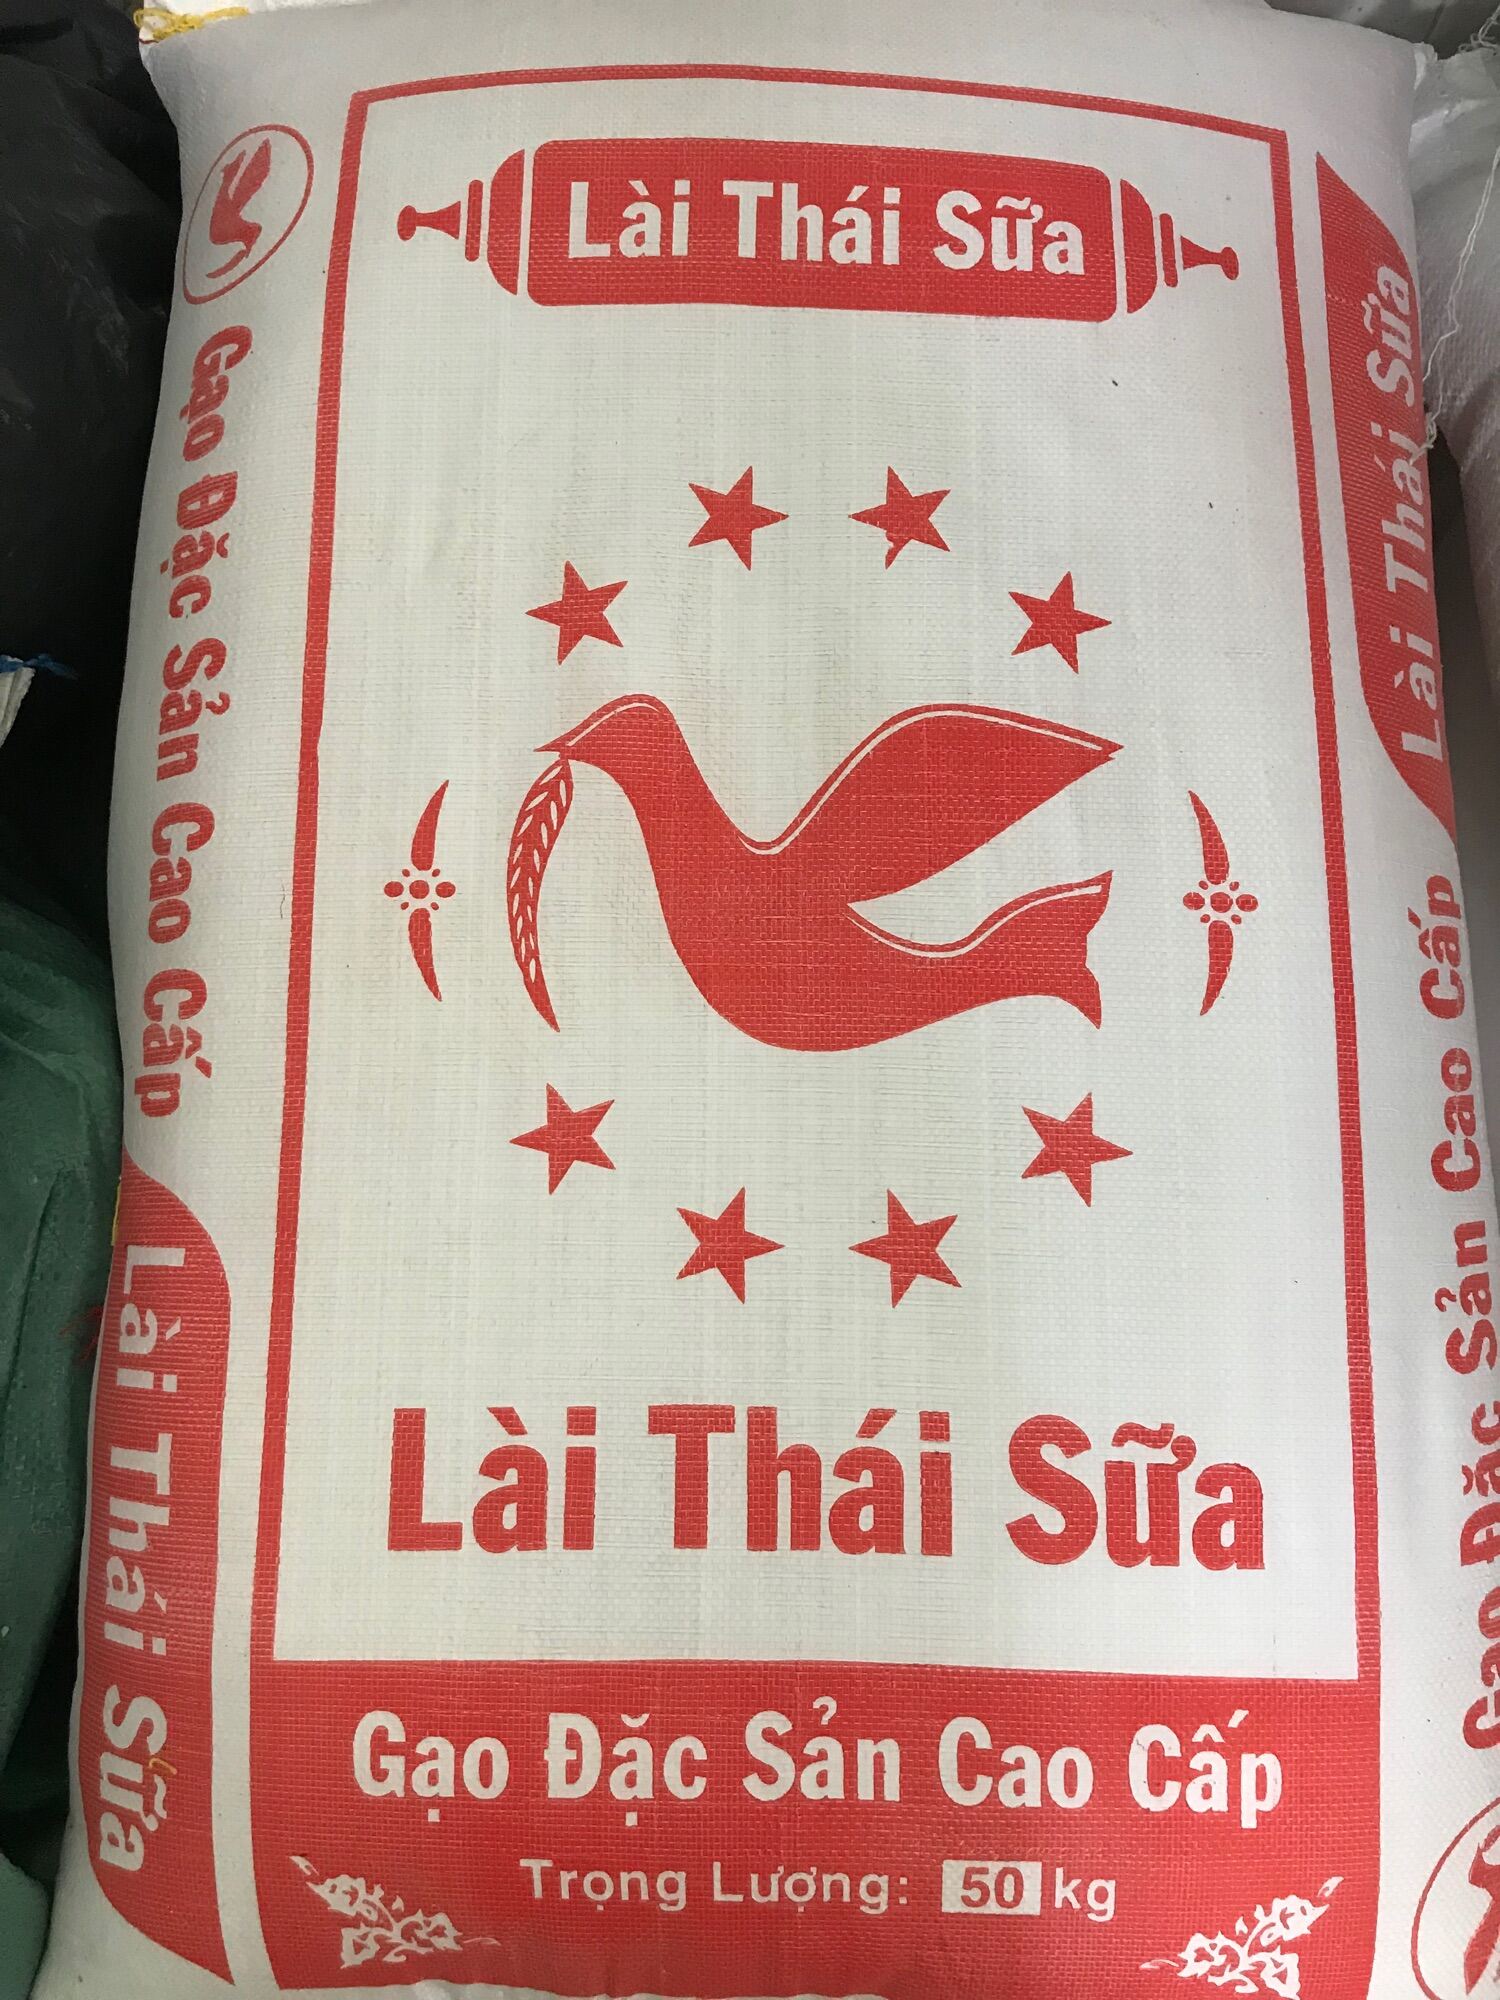 Lài Thái Sữa
Lài Thái Sữa
Gạo Đặc Sản Cao Cấp
Trọng Lượng: 50 kg
Gạo Đặc Sản Cao Cấp
Lài Thái Sữa
Lài Thái Sữa
Gạo Đặc Sản Cao Cấp